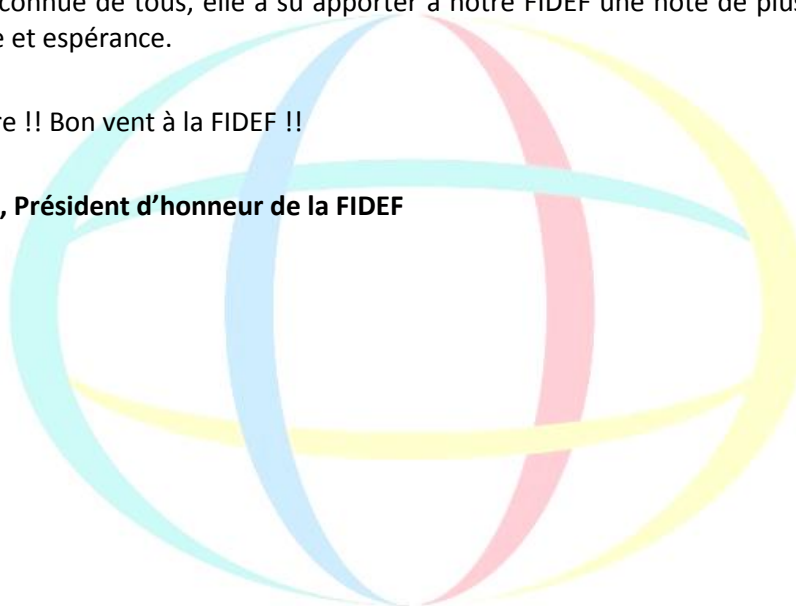 connue de tous, elle a su apporter à notre FIDEF une note de plus
et espérance.
!! Bon vent à la FIDEF !!
, Président d’honneur de la FIDEF